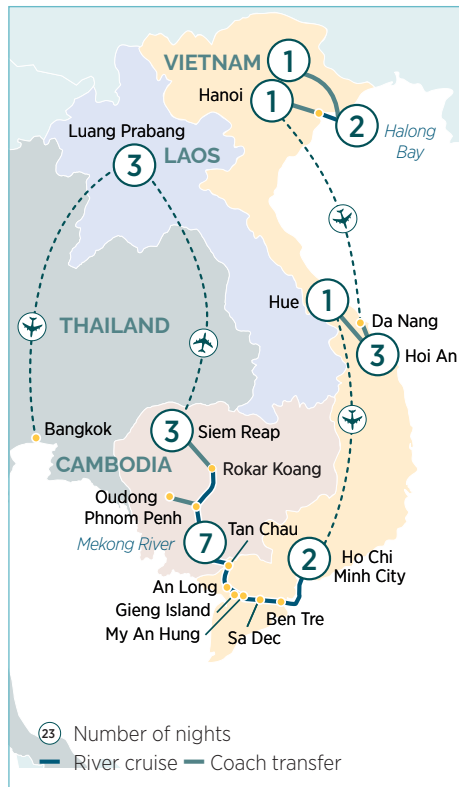 VIETNAM
1
Hanoi
1
2
Halong
Bay
Luang Prabang
LAOS
3
Hue
1
Da Nang
3
Hoi An
THAILAND
Bangkok
3
Siem Reap
CAMBODIA
Rokar Koang
Oudong
Phnom Penh
Mekong River
7
Tan Chau
2
Ho Chi
Minh City
An Long
Gieng Island
My An Hung
Sa Dec
Ben Tre
23 Number of nights
River cruise
Coach transfer